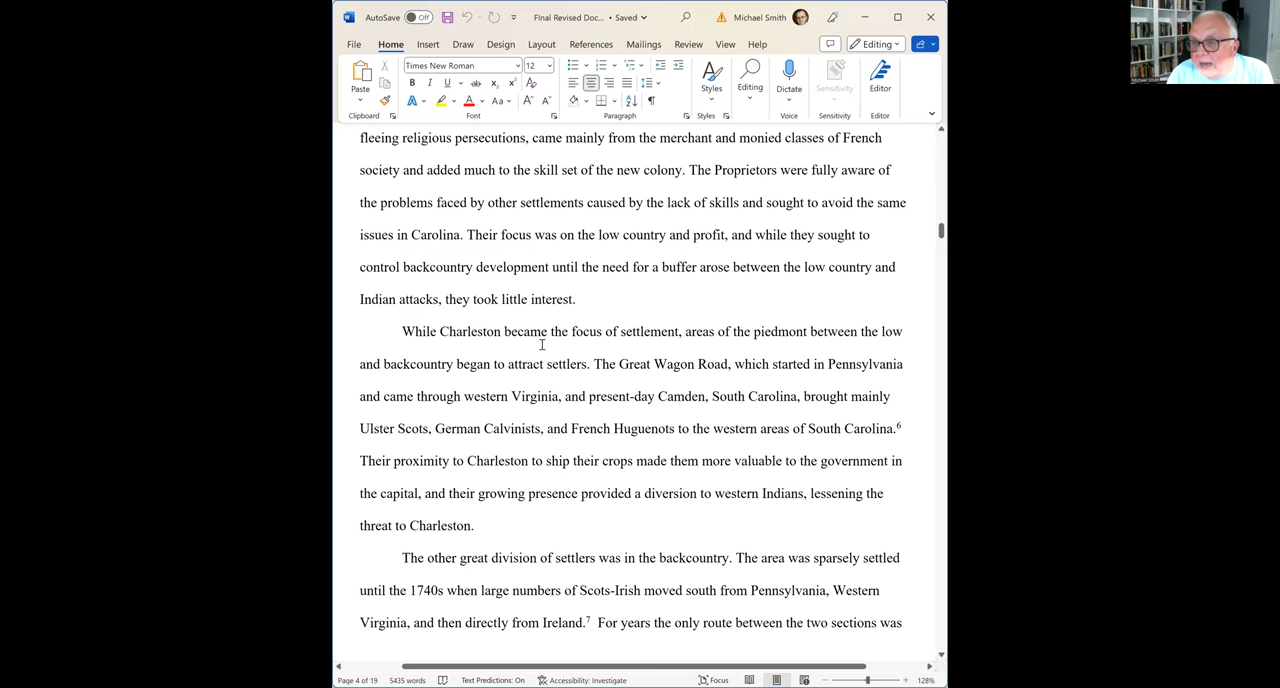 AutoSave Off FInal Revised Doc... • Saved Michael Smith
File Home Insert Draw Design Layout References Mailings Review View Help Editing
Paste Times New Roman 12 Styles Editing Dictate Sensitivity Editor
Clipboard Font Paragraph Styles Voice Sensitivity Editor
fleeing religious persecutions, came mainly from the merchant and monied classes of French
society and added much to the skill set of the new colony. The Proprietors were fully aware of
the problems faced by other settlements caused by the lack of skills and sought to avoid the same
issues in Carolina. Their focus was on the low country and profit, and while they sought to
control backcountry development until the need for a buffer arose between the low country and
Indian attacks, they took little interest.
While Charleston became the focus of settlement, areas of the piedmont between the low
and backcountry began to attract settlers. The Great Wagon Road, which started in Pennsylvania
and came through western Virginia, and present-day Camden, South Carolina, brought mainly
Ulster Scots, German Calvinists, and French Huguenots to the western areas of South Carolina.6
Their proximity to Charleston to ship their crops made them more valuable to the government in
the capital, and their growing presence provided a diversion to western Indians, lessening the
threat to Charleston.
The other great division of settlers was in the backcountry. The area was sparsely settled
until the 1740s when large numbers of Scots-Irish moved south from Pennsylvania, Western
Virginia, and then directly from Ireland.7 For years the only route between the two sections was
Page 4 of 19 5435 words Text Predictions: On Accessibility: Investigate Focus 128%
Michael Smith